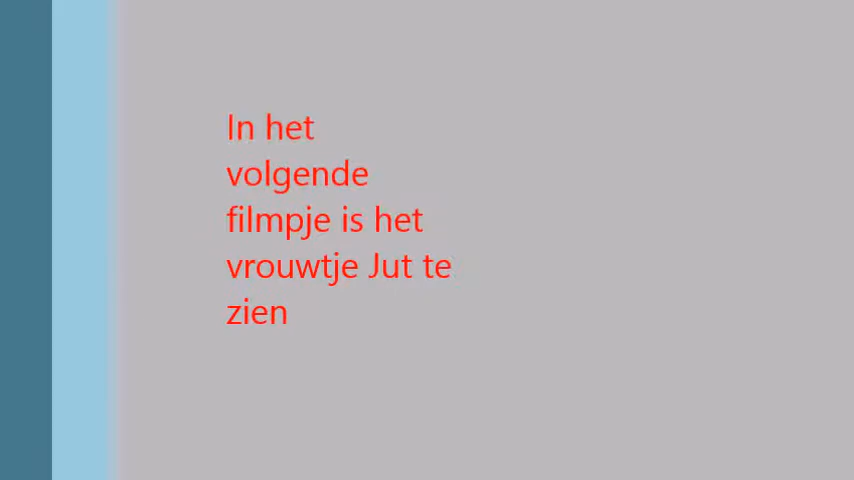 In het
volgende
filmpje is het
vrouwtje Jut te
zien